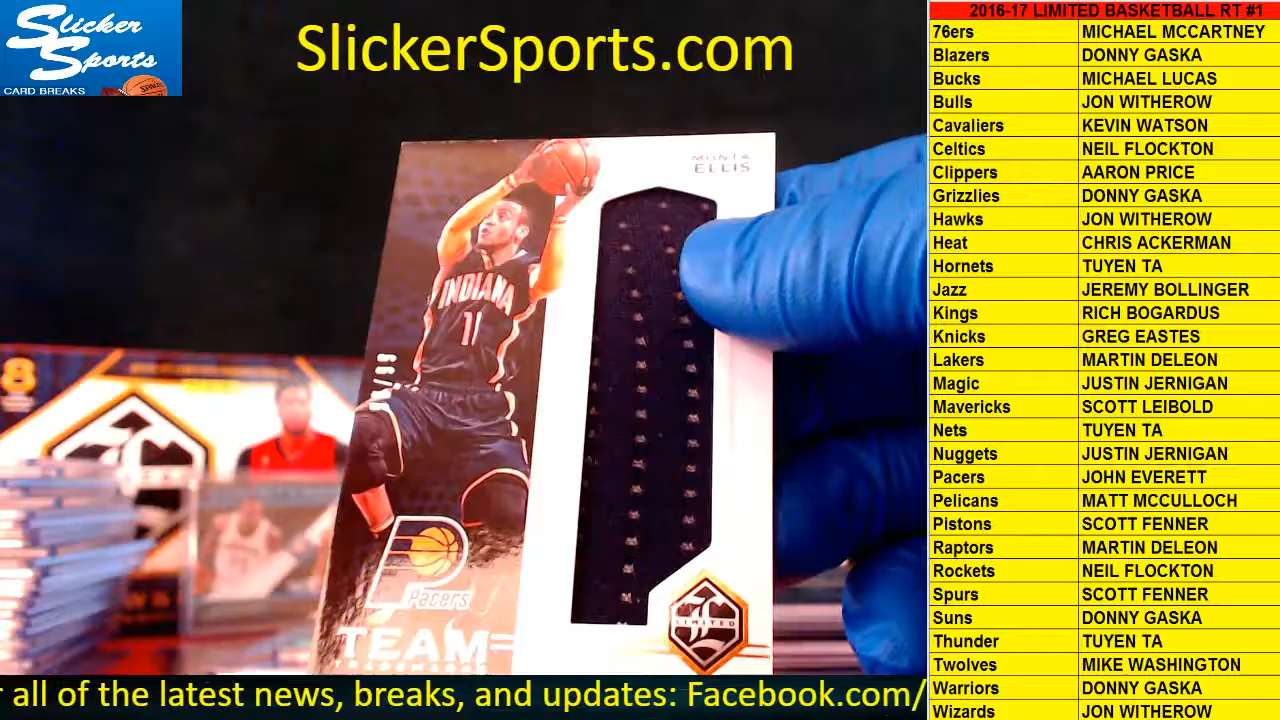 Slicker
Sports
CARD BREAKS
SlickerSports.com
MONTA
ELLIS
INDIANA
11
Pacers
TEAM
TRADEMARKS
LIMITED
8
2016-17 LIMITED BASKETBALL RT #1
76ers MICHAEL MCCARTNEY
Blazers DONNY GASKA
Bucks MICHAEL LUCAS
Bulls JON WITHEROW
Cavaliers KEVIN WATSON
Celtics NEIL FLOCKTON
Clippers AARON PRICE
Grizzlies DONNY GASKA
Hawks JON WITHEROW
Heat CHRIS ACKERMAN
Hornets TUYEN TA
Jazz JEREMY BOLLINGER
Kings RICH BOGARDUS
Knicks GREG EASTES
Lakers MARTIN DELEON
Magic JUSTIN JERNIGAN
Mavericks SCOTT LEIBOLD
Nets TUYEN TA
Nuggets JUSTIN JERNIGAN
Pacers JOHN EVERETT
Pelicans MATT MCCULLOCH
Pistons SCOTT FENNER
Raptors MARTIN DELEON
Rockets NEIL FLOCKTON
Spurs SCOTT FENNER
Suns DONNY GASKA
Thunder TUYEN TA
Twolves MIKE WASHINGTON
Warriors DONNY GASKA
Wizards JON WITHEROW
all of the latest news, breaks, and updates: Facebook.com/